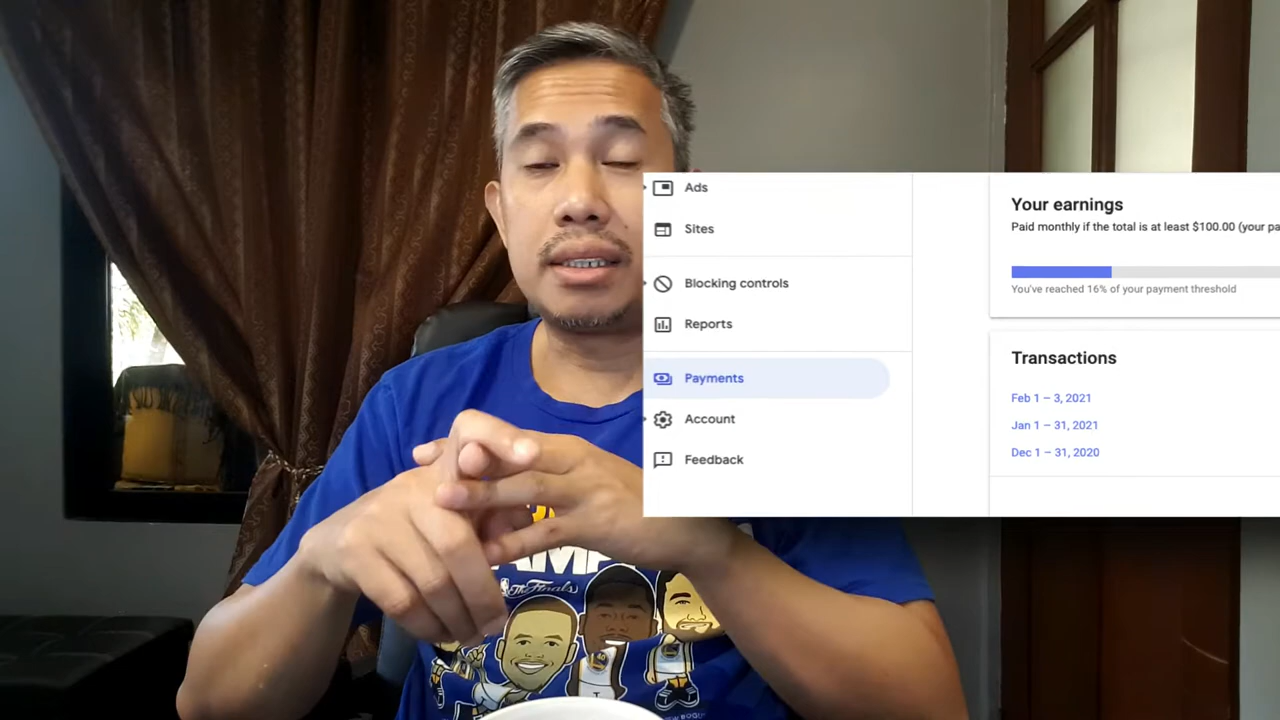 Ads
Sites
Blocking controls
Reports
Payments
Account
Feedback
Your earnings
Paid monthly if the total is at least $100.00 (your
You've reached 16% of your payment threshold
Transactions
Feb 1 – 3, 2021
Jan 1 – 31, 2021
Dec 1 – 31, 2020
The Finals